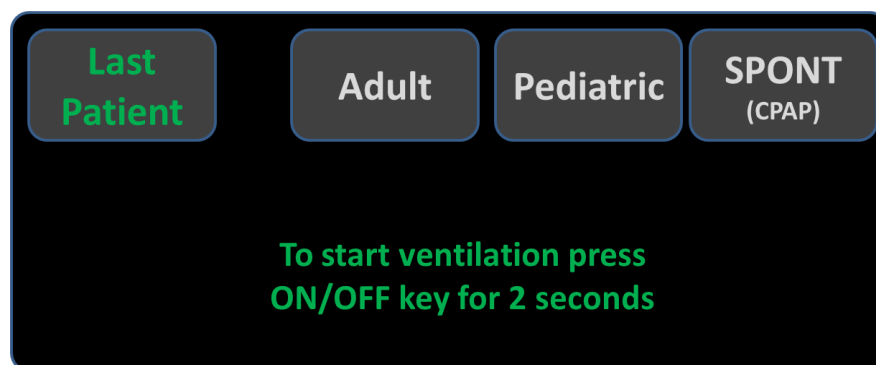 Last
Patient
Adult
Pediatric
SPONT
(CPAP)
To start ventilation press
ON/OFF key for 2 seconds